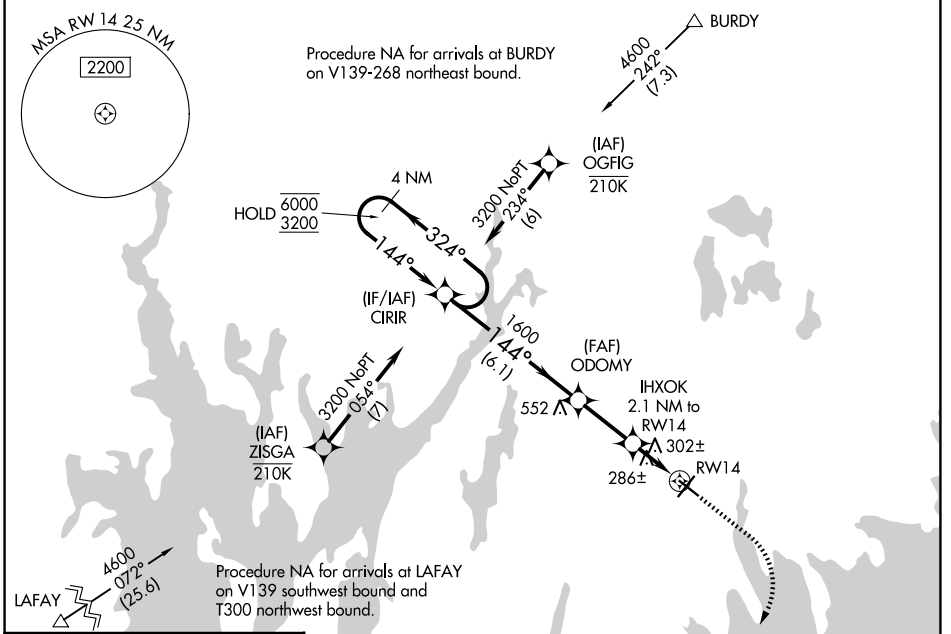 MSA RW 14 25 NM
2200
Procedure NA for arrivals at BURDY
on V139-268 northeast bound.
BURDY
4600
242°
(7.3)
(IAF)
OGFIG
210K
3200 NoPT
234°
(6)
4 NM
HOLD 6000
3200
324°
144°
(IF/IAF)
CIRIR
1600
144°
(6.1)
(FAF)
ODOMY
552
IHXOK
2.1 NM to
RW14
302±
286±
RW14
3200 NoPT
054°
(7)
(IAF)
ZISGA
210K
4600
072°
(25.6)
LAFAY
Procedure NA for arrivals at LAFAY
on V139 southwest bound and
T300 northwest bound.